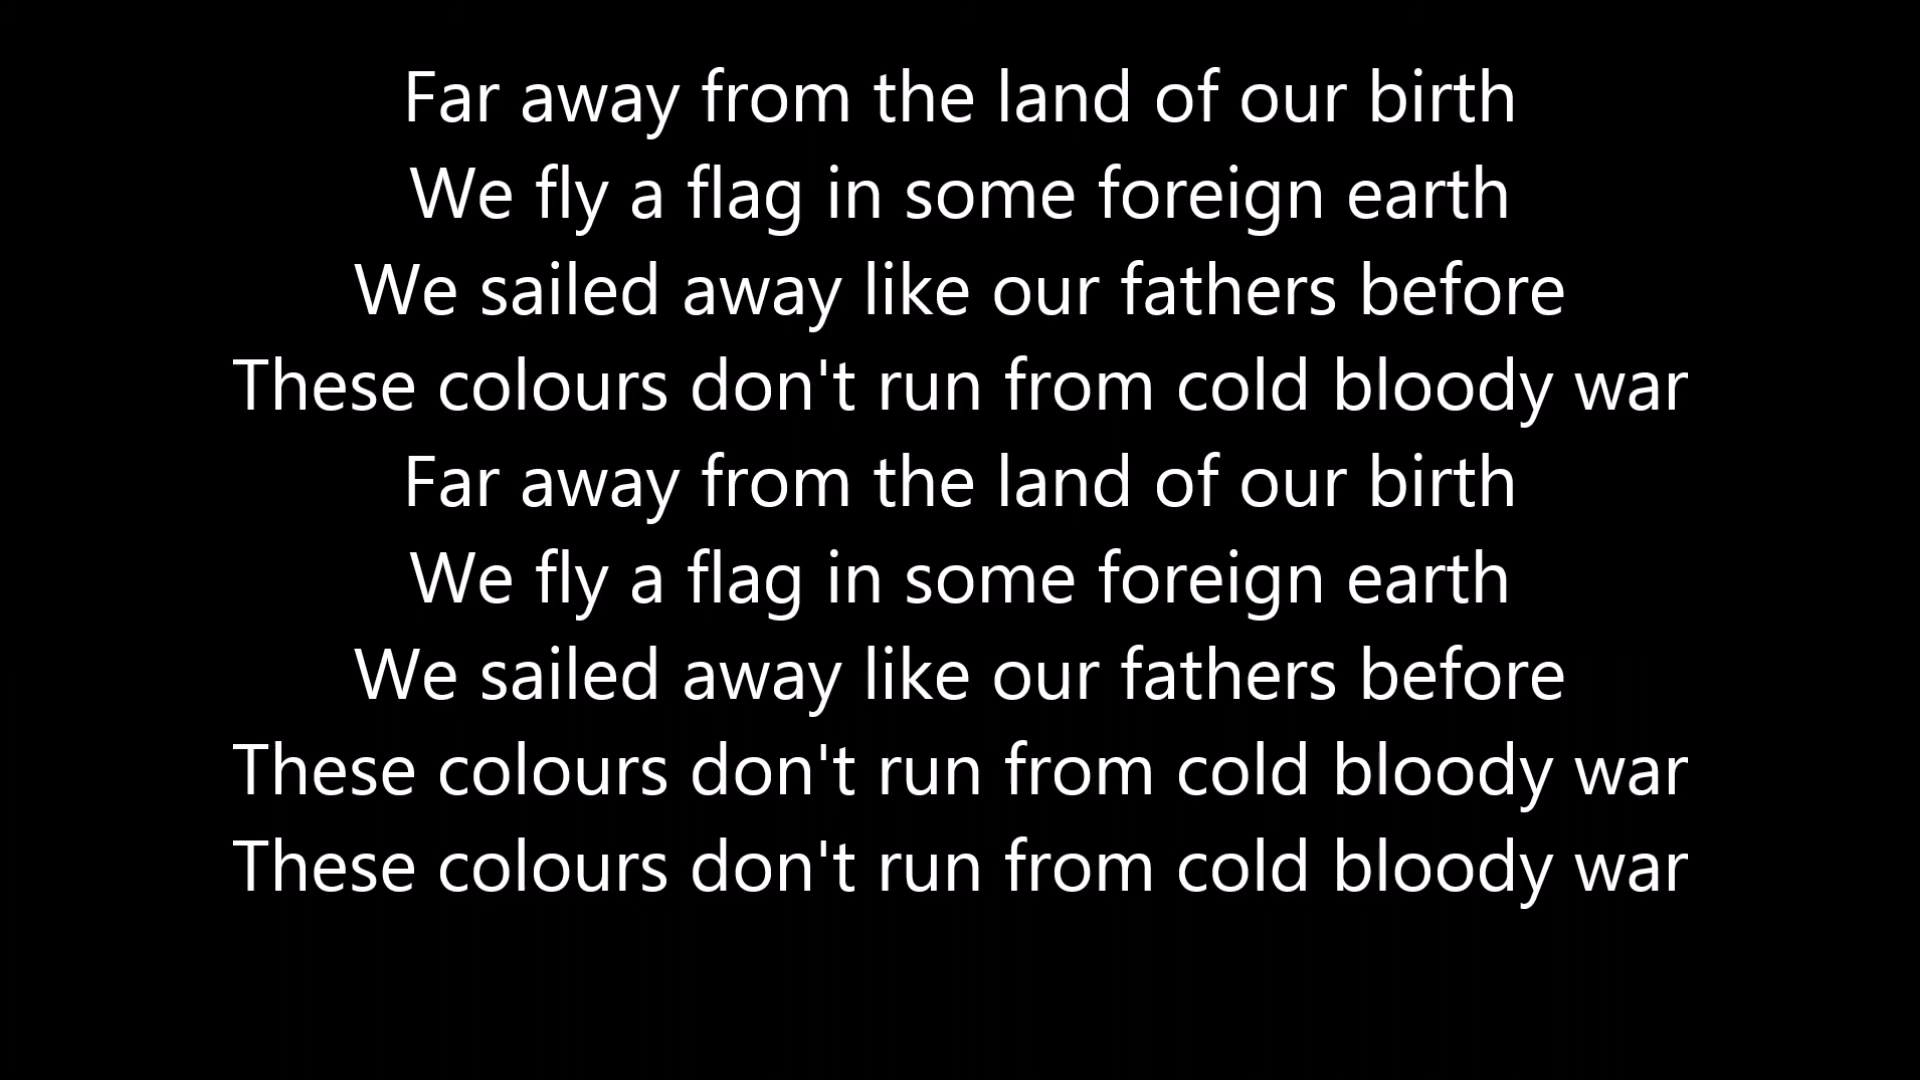 Far away from the land of our birth
We fly a flag in some foreign earth
We sailed away like our fathers before
These colours don't run from cold bloody war
Far away from the land of our birth
We fly a flag in some foreign earth
We sailed away like our fathers before
These colours don't run from cold bloody war
These colours don't run from cold bloody war